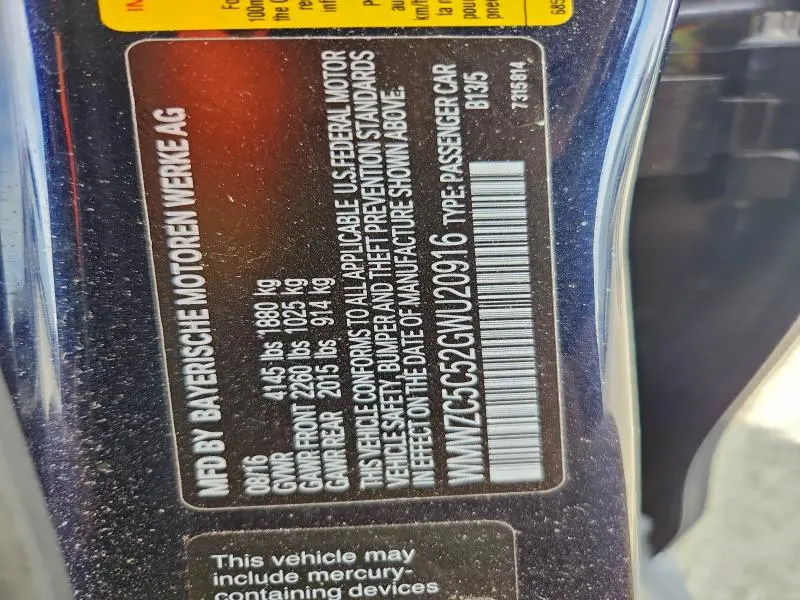 MFD BY BAYERISCHE MOTOREN WERKE AG
08/16
GVWR 4145 lbs 1880 kg
GAWR FRONT 2260 lbs 1025 kg
GAWR REAR 2015 lbs 914 kg
THIS VEHICLE CONFORMS TO ALL APPLICABLE U.S.FEDERAL MOTOR
VEHICLE SAFETY, BUMPER AND THEFT PREVENTION STANDARDS
IN EFFECT ON THE DATE OF MANUFACTURE SHOWN ABOVE.
WMWZC5C52GWU20916 TYPE: PASSENGER CAR
B13/5
7315814
This vehicle may
include mercury-
containing devices